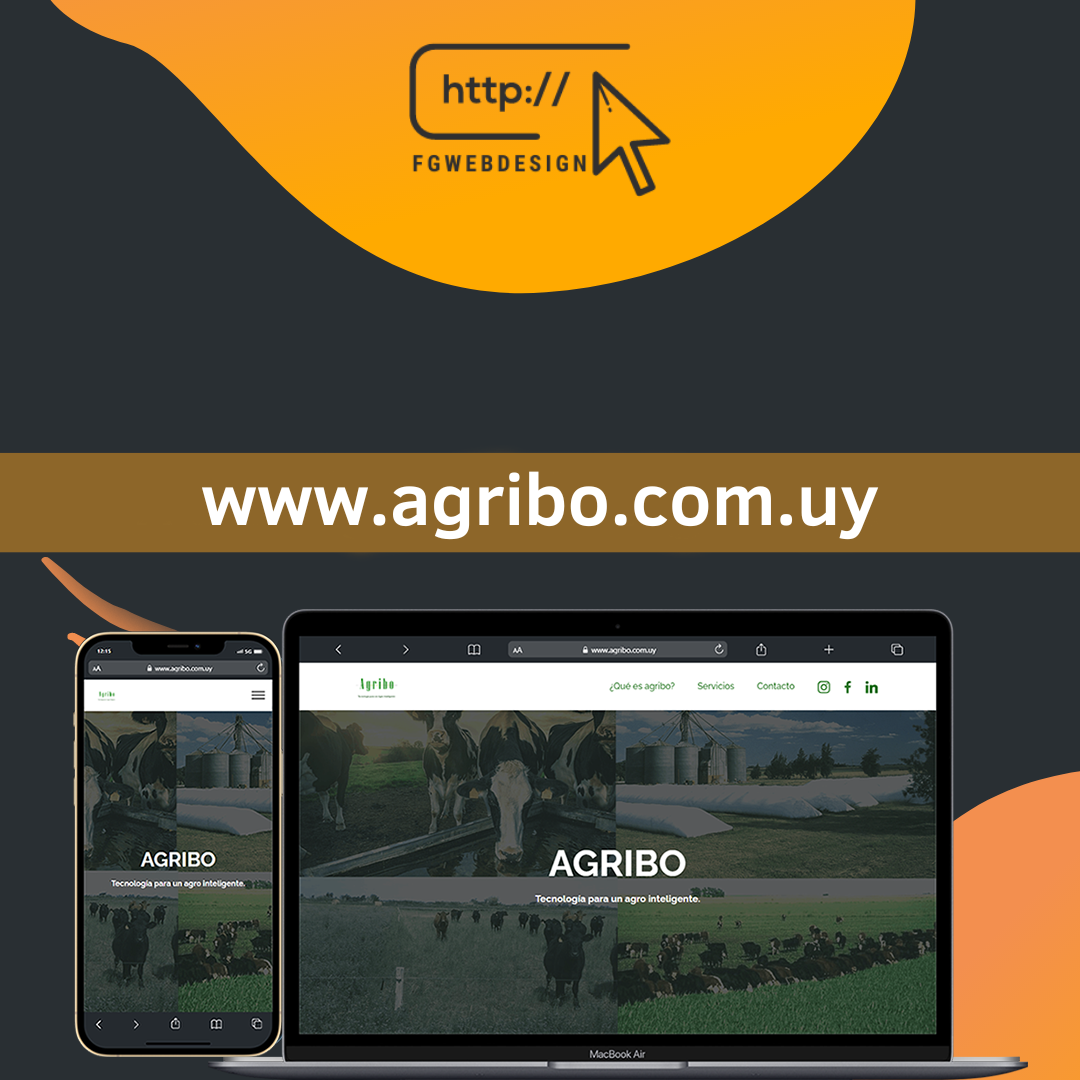 http://
FGWEBDESIGN
www.agribo.com.uy
12:15
5G
AA
www.agribo.com.uy
Agribo
AGRIBO
Tecnología para un agro inteligente.
AA
www.agribo.com.uy
Agribo
¿Qué es agribo?
Servicios
Contacto
AGRIBO
Tecnología para un agro inteligente.
MacBook Air